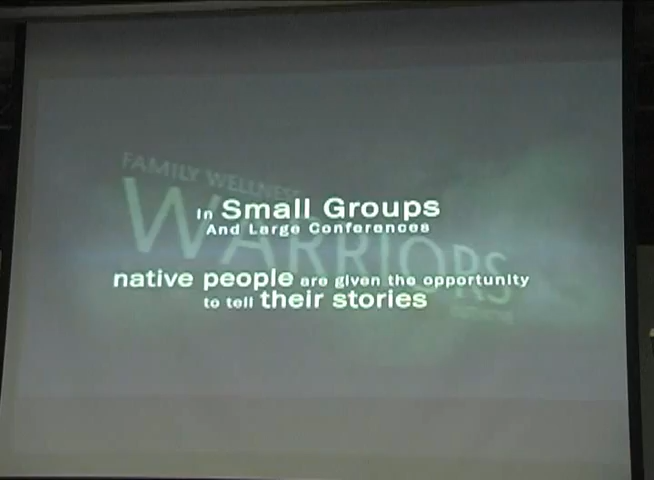 FAMILY WELLNESS
WARRIORS
In Small Groups
And Large Conferences
native people are given the opportunity
to tell their stories